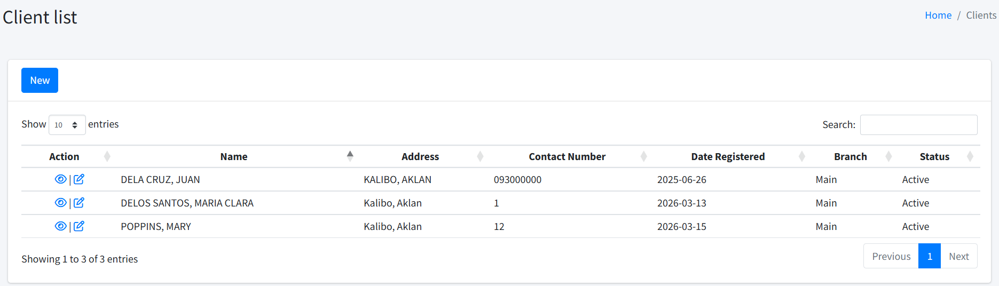 Client list
Home / Clients
New
Show 10 entries
Search:
Action Name Address Contact Number Date Registered Branch Status
| DELA CRUZ, JUAN KALIBO, AKLAN 093000000 2025-06-26 Main Active
| DELOS SANTOS, MARIA CLARA Kalibo, Aklan 1 2026-03-13 Main Active
| POPPINS, MARY Kalibo, Aklan 12 2026-03-15 Main Active
Showing 1 to 3 of 3 entries
Previous 1 Next